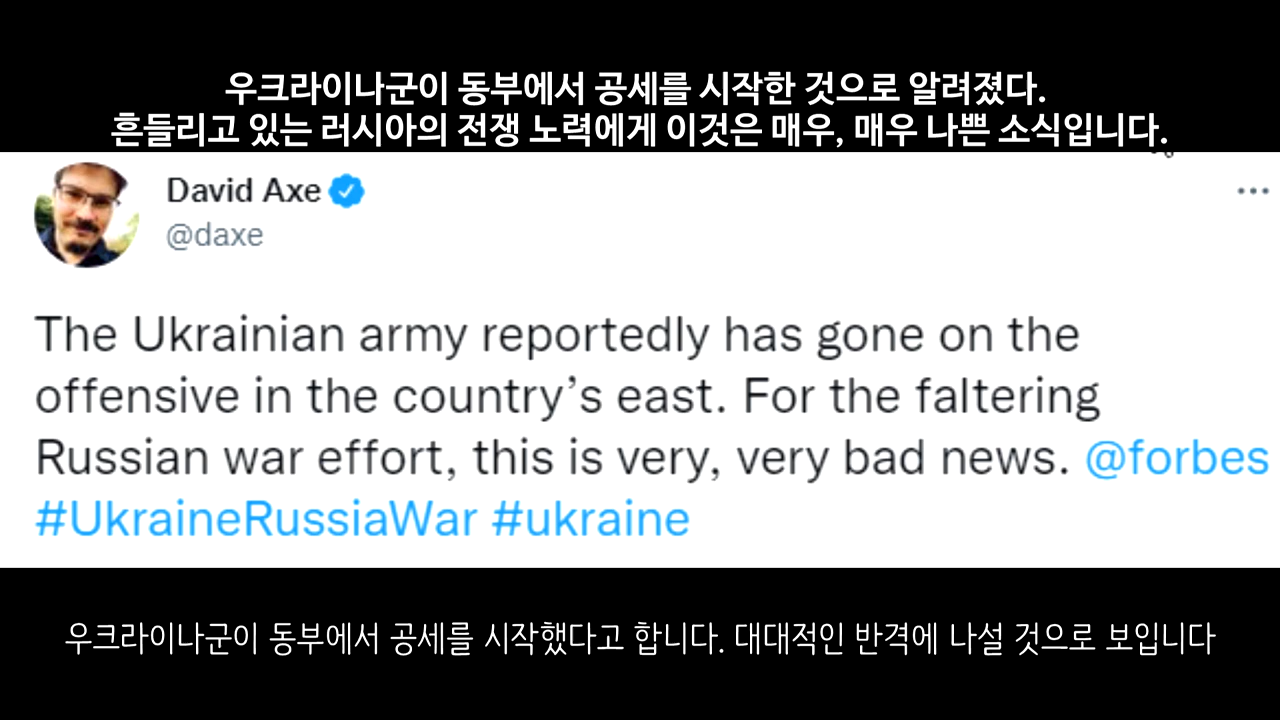 우크라이나군이 동부에서 공세를 시작한 것으로 알려졌다.
흔들리고 있는 러시아의 전쟁 노력에게 이것은 매우, 매우 나쁜 소식입니다.
David Axe
@daxe
The Ukrainian army reportedly has gone on the
offensive in the country’s east. For the faltering
Russian war effort, this is very, very bad news. @forbes
#UkraineRussiaWar #ukraine
우크라이나군이 동부에서 공세를 시작했다고 합니다. 대대적인 반격에 나설 것으로 보입니다